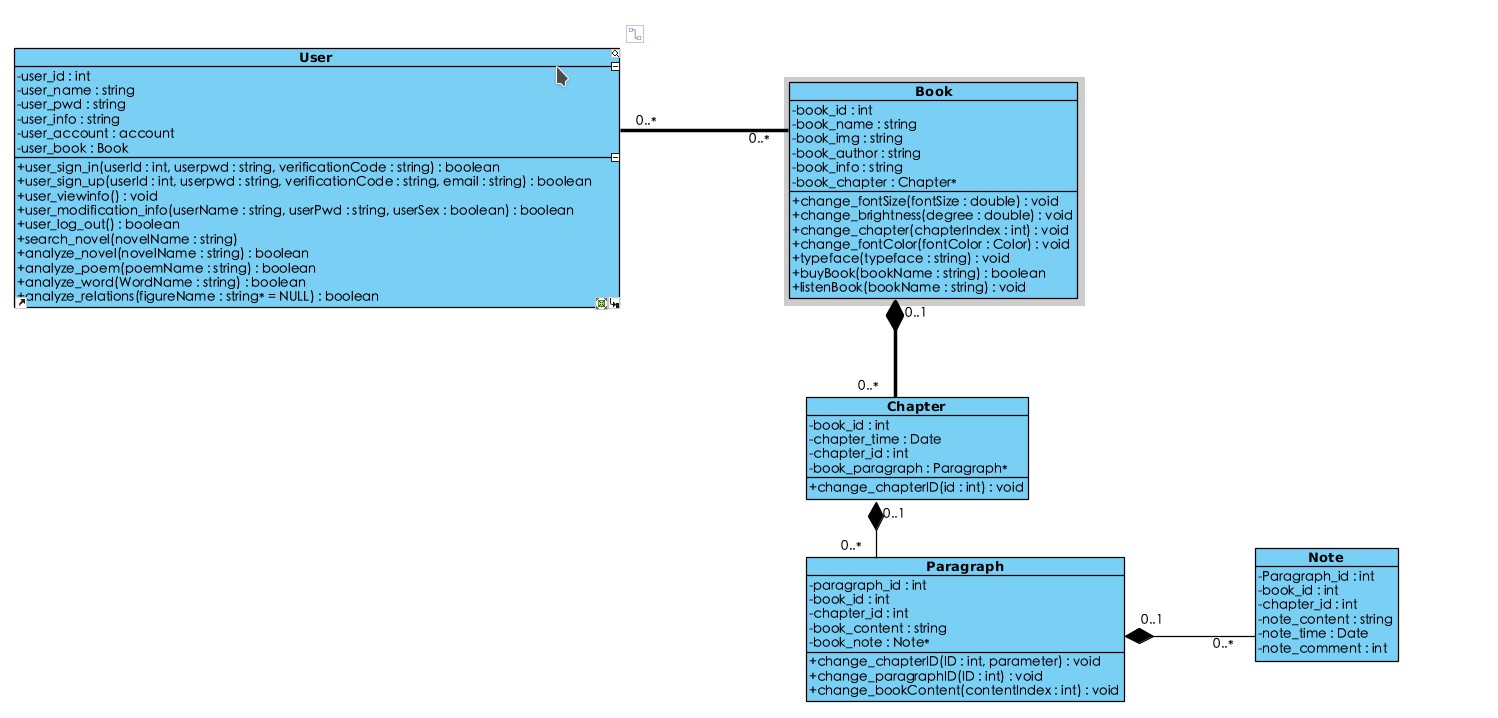 User
-user_id : int
-user_name : string
-user_pwd : string
-user_info : string
-user_account : account
-user_book : Book
+user_sign_in(userId : int, userpwd : string, verificationCode : string) : boolean
+user_sign_up(userId : int, userpwd : string, verificationCode : string, email : string) : boolean
+user_viewinfo() : void
+user_modification_info(userName : string, userPwd : string, userSex : boolean) : boolean
+user_log_out() : boolean
+search_novel(novelName : string)
+analyze_novel(novelName : string) : boolean
+analyze_poem(poemName : string) : boolean
+analyze_word(WordName : string) : boolean
+analyze_relations(figureName : string* = NULL) : boolean
0..*
0..*
Book
-book_id : int
-book_name : string
-book_img : string
-book_author : string
-book_info : string
-book_chapter : Chapter*
+change_fontSize(fontSize : double) : void
+change_brightness(degree : double) : void
+change_chapter(chapterIndex : int) : void
+change_fontColor(fontColor : Color) : void
+typeface(typeface : string) : void
+buyBook(bookName : string) : boolean
+listenBook(bookName : string) : void
0..1
0..*
Chapter
-book_id : int
-chapter_time : Date
-chapter_id : int
-book_paragraph : Paragraph*
+change_chapterID(id : int) : void
0..1
0..*
Paragraph
-paragraph_id : int
-book_id : int
-chapter_id : int
-book_content : string
-book_note : Note*
+change_chapterID(ID : int, parameter) : void
+change_paragraphID(ID : int) : void
+change_bookContent(contentIndex : int) : void
0..1
0..*
Note
-Paragraph_id : int
-book_id : int
-chapter_id : int
-note_content : string
-note_time : Date
-note_comment : int